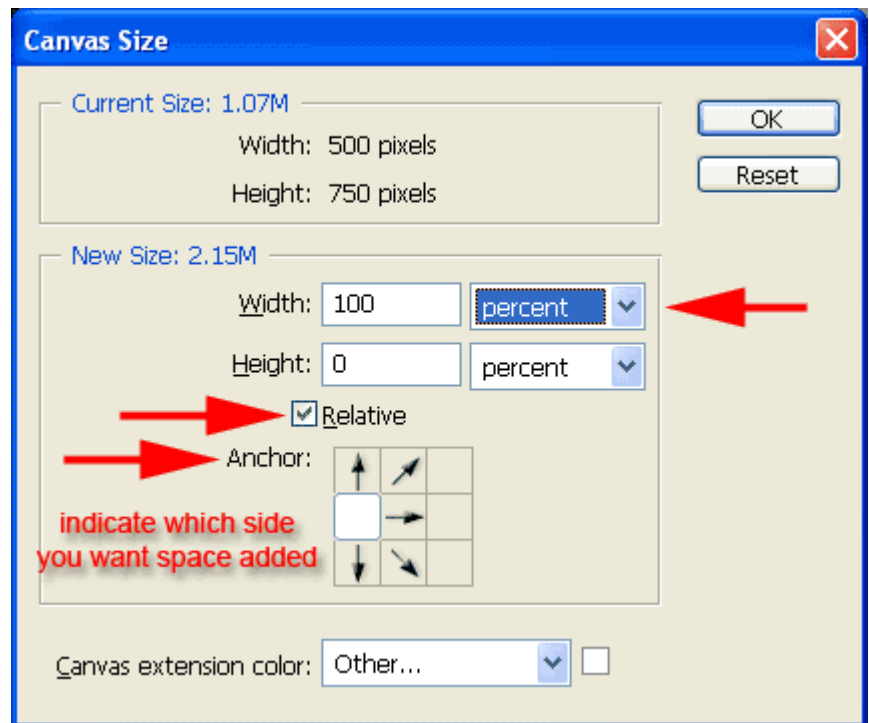 Canvas Size
Current Size: 1.07M
OK
Width: 500 pixels
Reset
Height: 750 pixels
New Size: 2.15M
Width: 100 percent
Height: 0 percent
Relative
Anchor:
indicate which side
you want space added
Canvas extension color: Other...